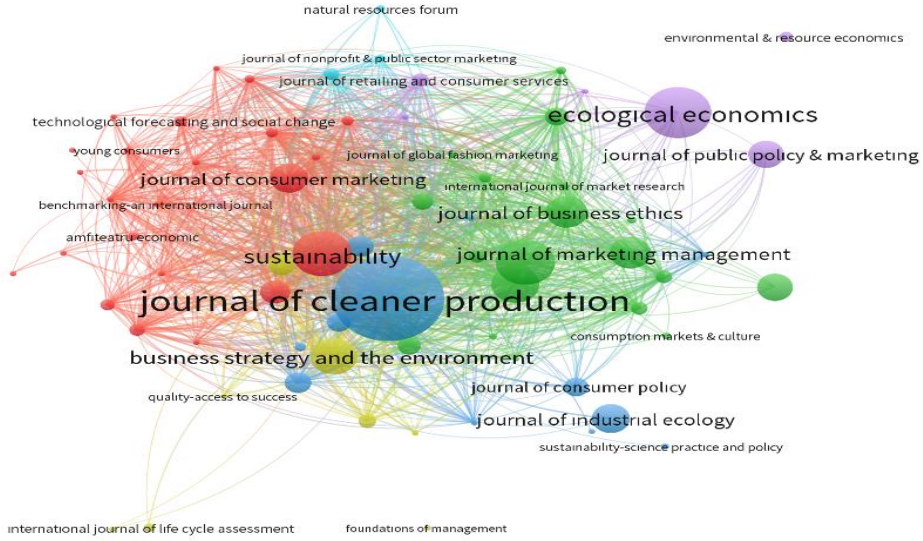 natural resources forum
environmental & resource economics
journal of nonprofit & public sector marketing
journal of retailing and consumer services
ecological economics
technological forecasting and social change
young consumers
journal of global fashion marketing
journal of public policy & marketing
journal of consumer marketing
international journal of market research
benchmarking-an international journal
journal of business ethics
amfiteatru economic
sustainability
journal of marketing management
journal of cleaner production
consumption markets & culture
business strategy and the environment
journal of consumer policy
quality-access to success
journal of industrial ecology
sustainability-science practice and policy
international journal of life cycle assessment
foundations of management